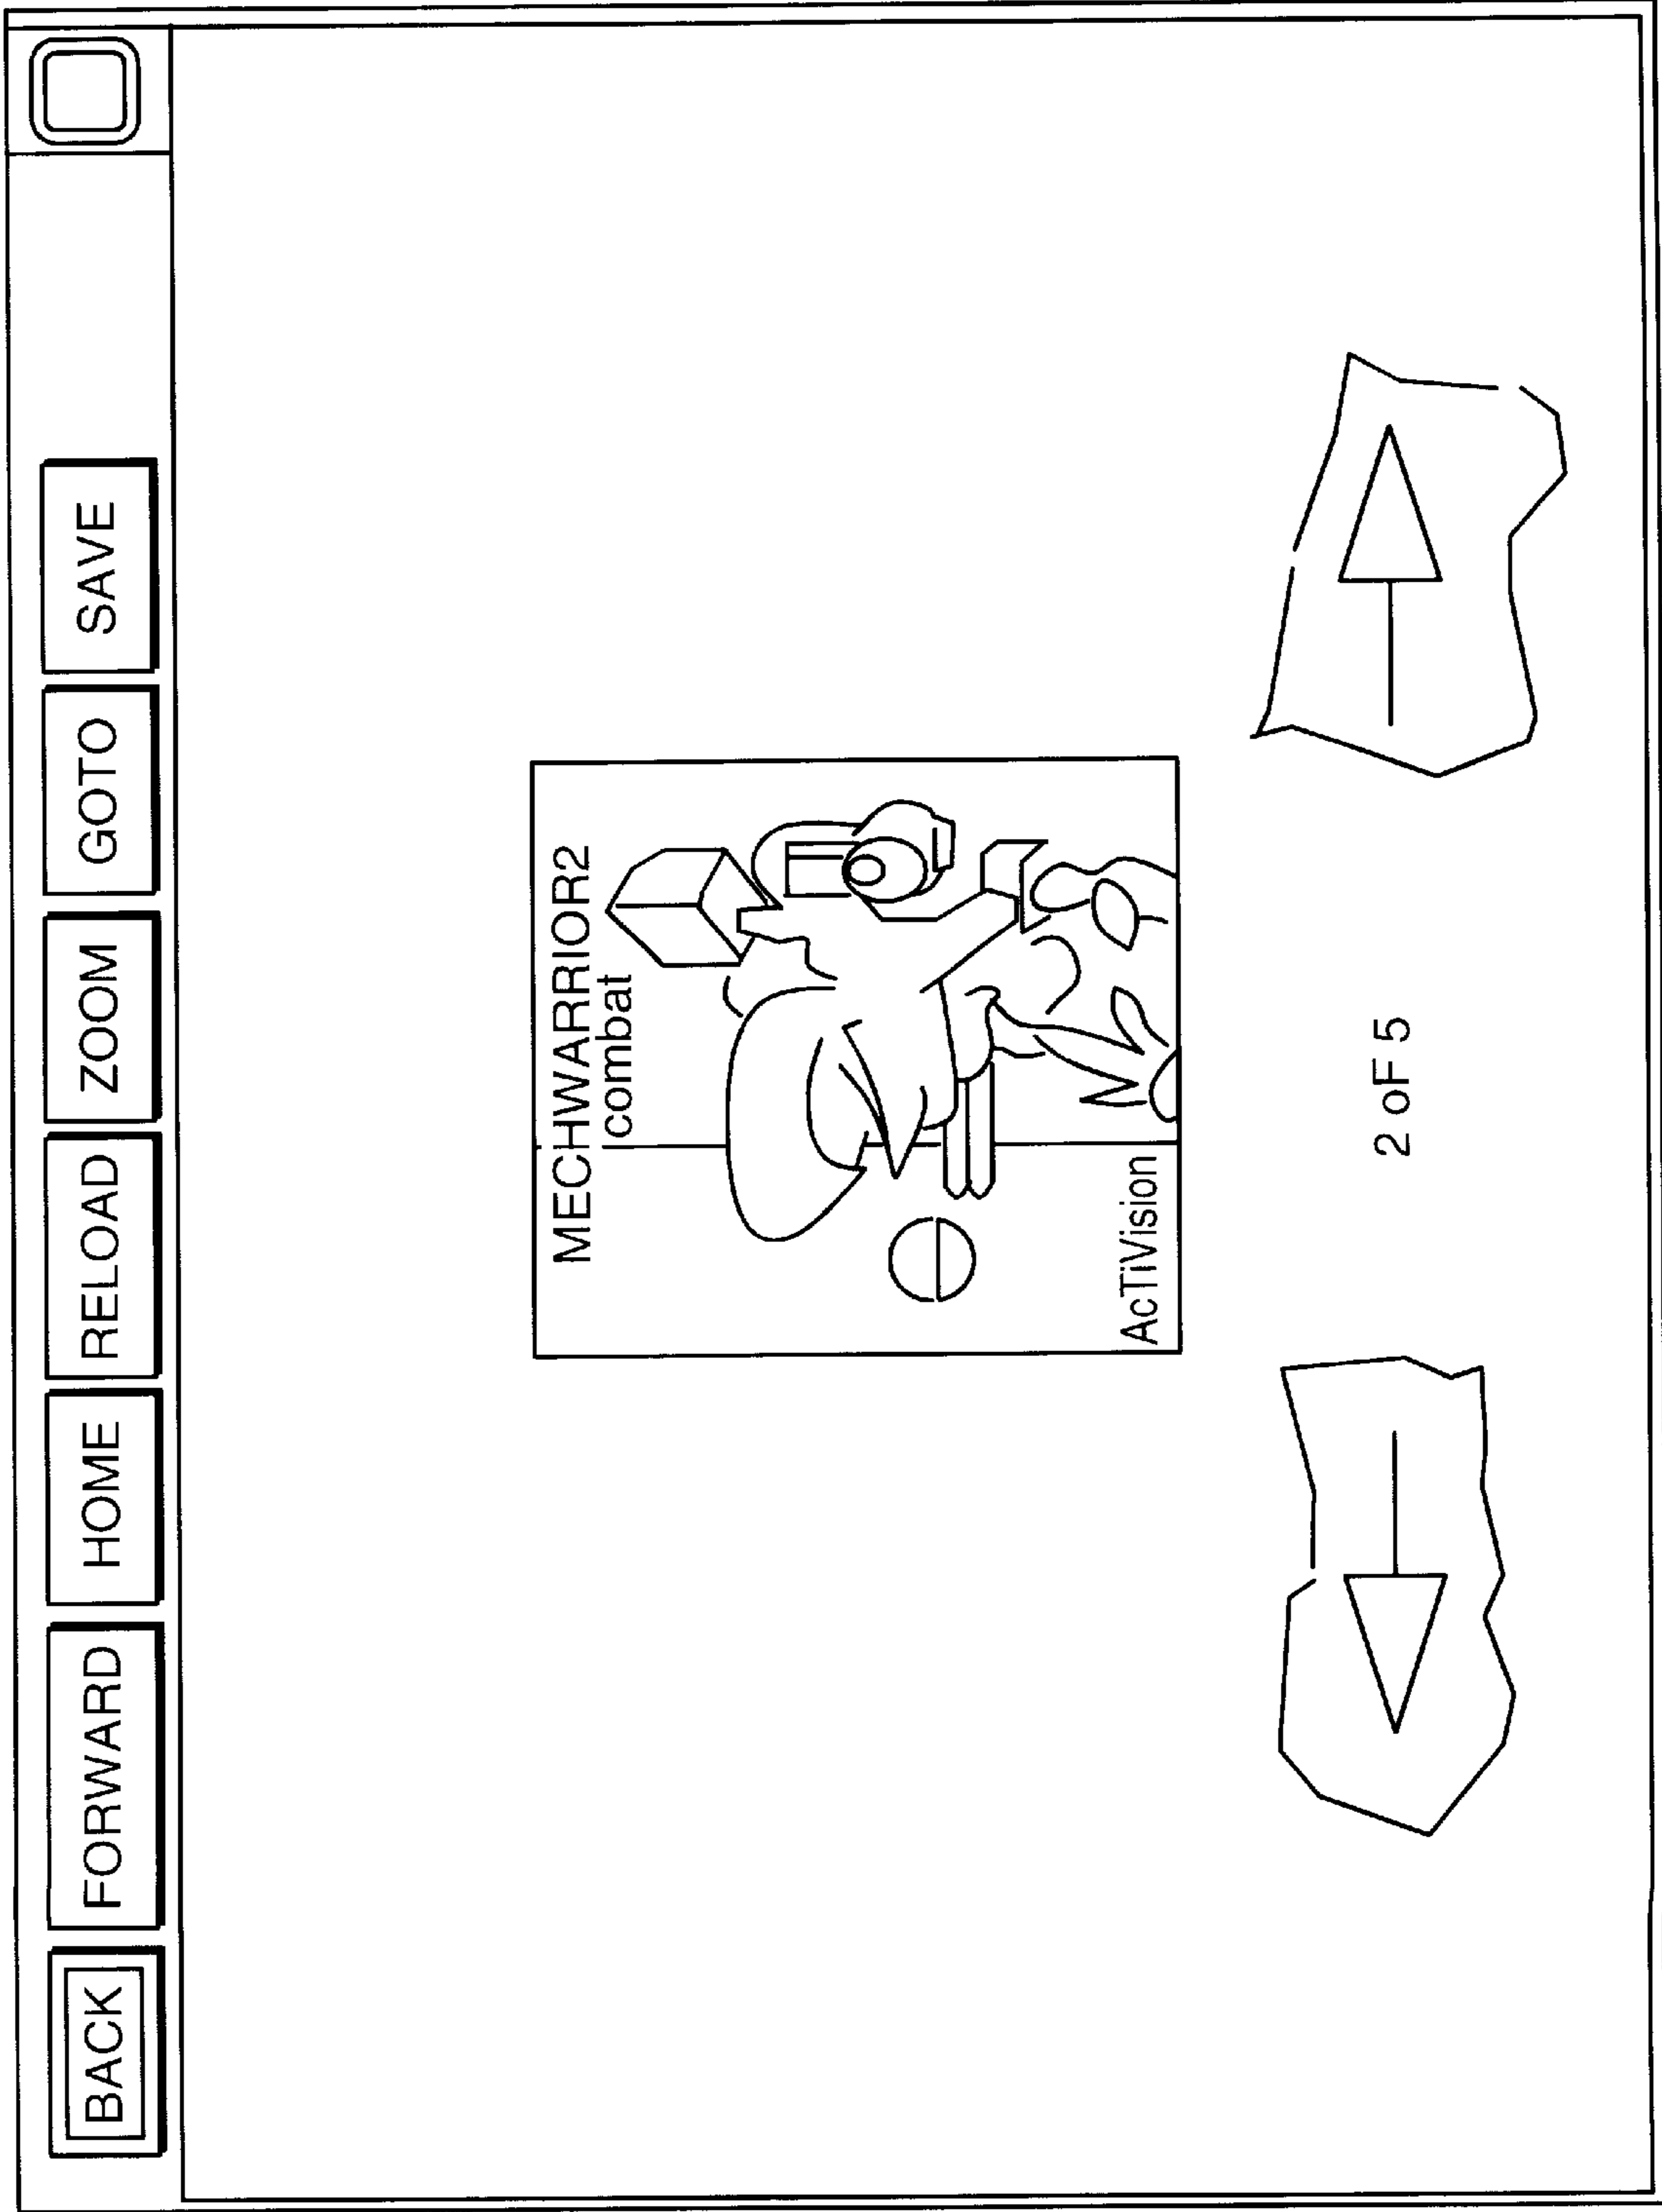 BACK FORWARD HOME RELOAD ZOOM GOTO SAVE
MECHWARRIOR2
combat
AcTiVision
2 oF 5